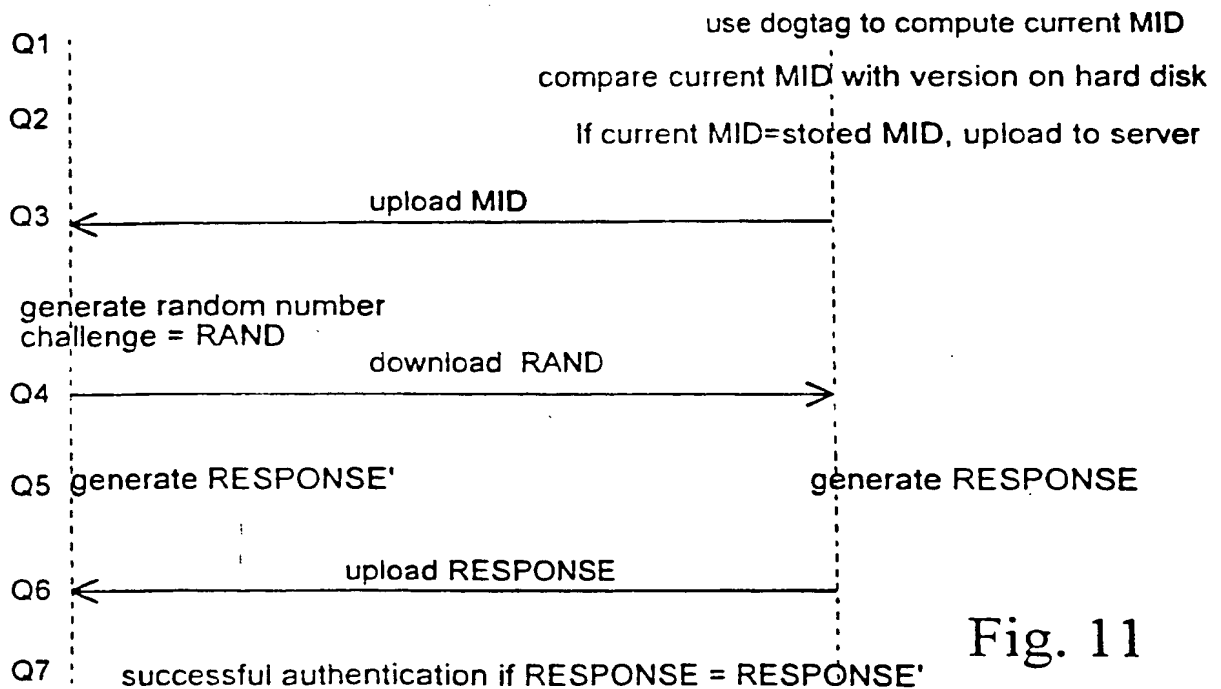 use dogtag to compute current MID
Q1
compare current MID with version on hard disk
Q2
If current MID=stored MID, upload to server
upload MID
Q3
generate random number
challenge = RAND
download RAND
Q4
Q5 generate RESPONSE' generate RESPONSE
upload RESPONSE
Q6
Fig. 11
Q7 successful authentication if RESPONSE = RESPONSE'